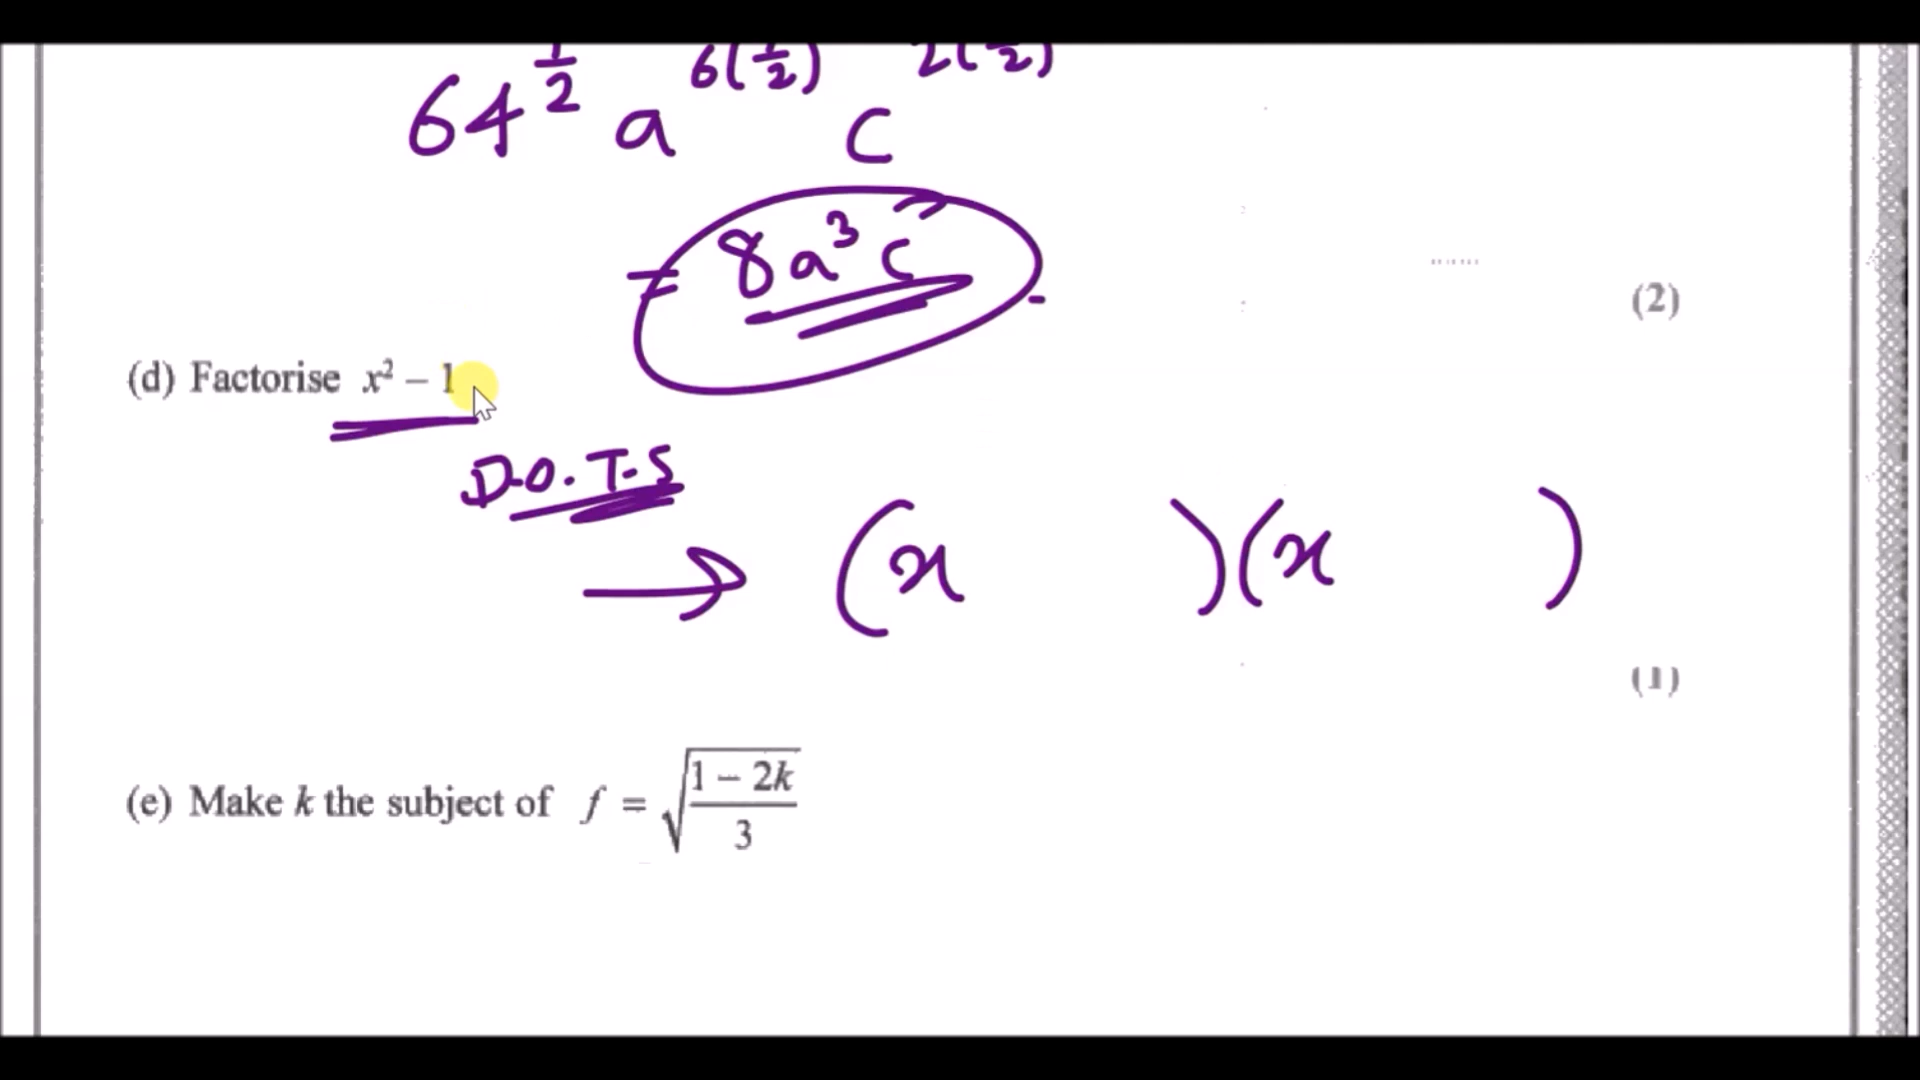 6(1/2) 2(1/2)
64^1/2 a c
= 8a³c
(2)
(d) Factorise x² – 1
D.O.T.S
→ (x )(x )
(1)
(e) Make k the subject of f = √((1 – 2k)/3)